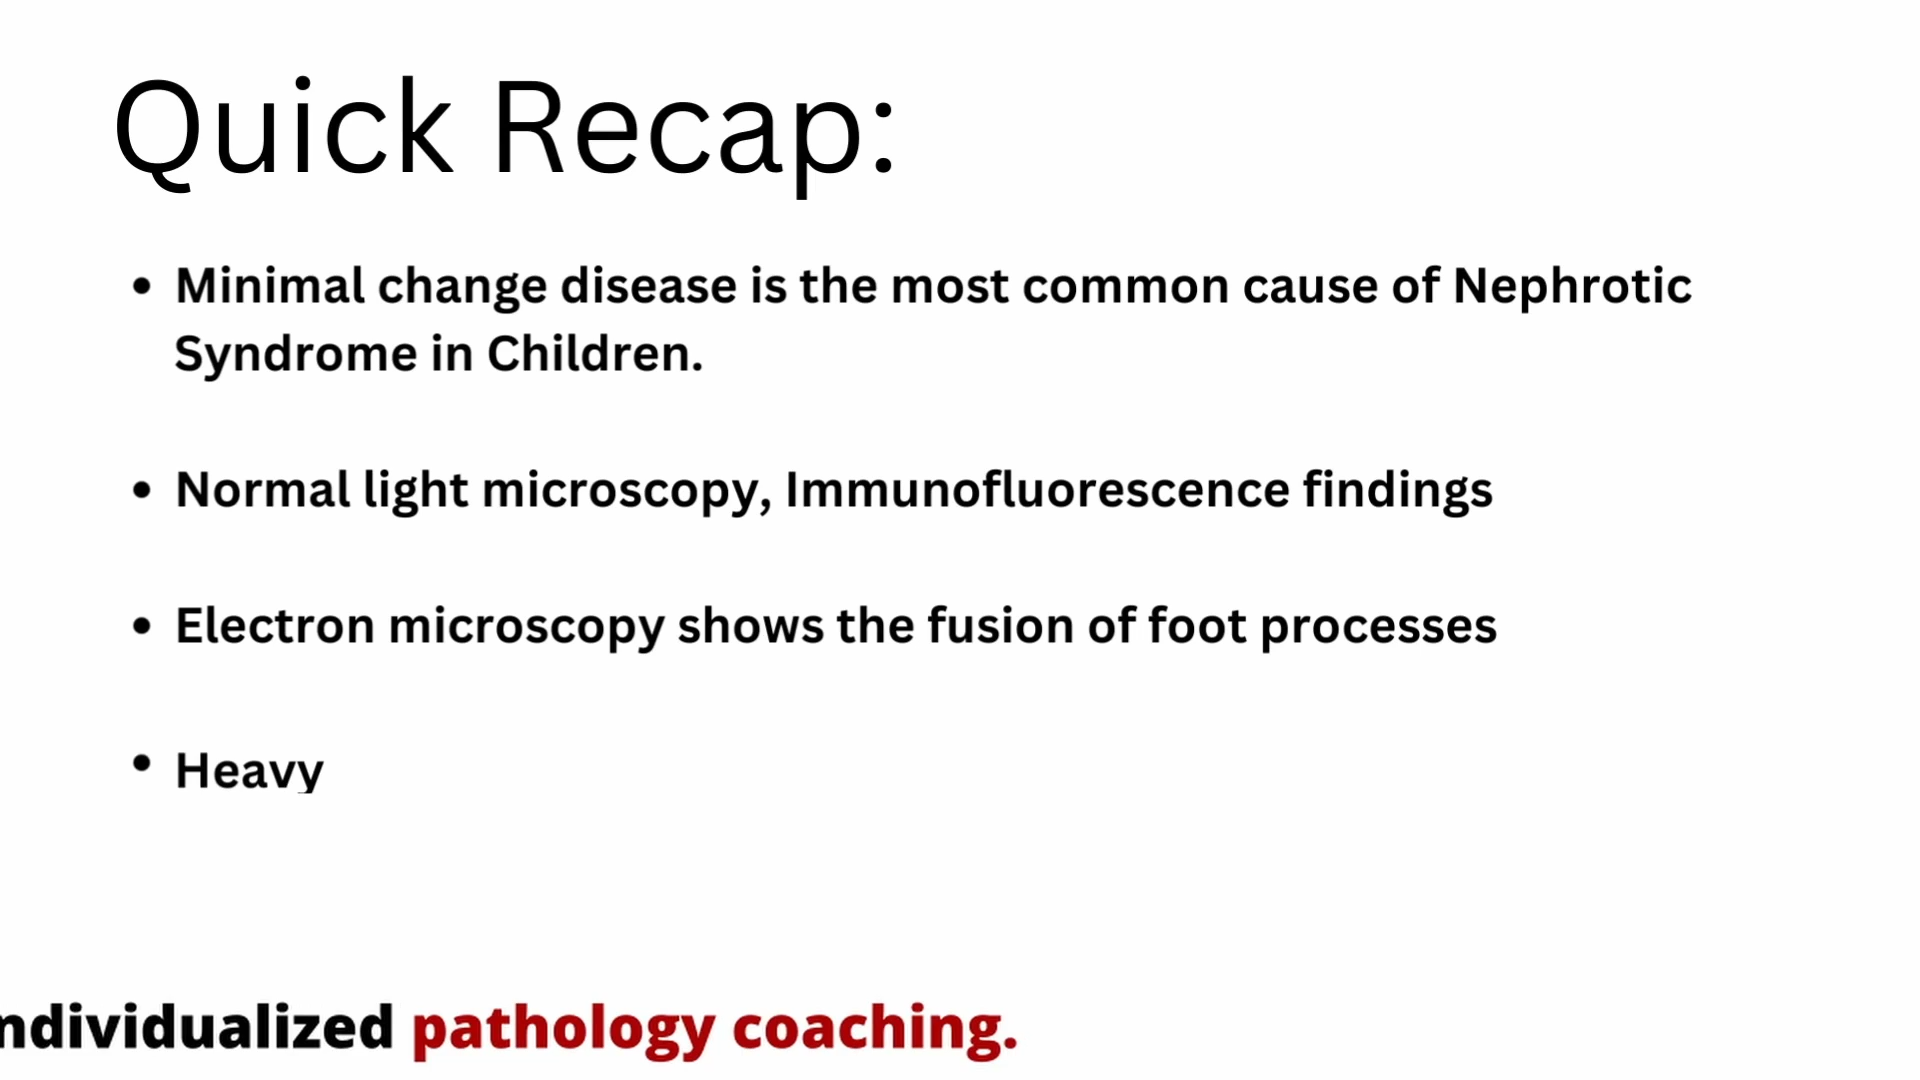 Quick Recap:
• Minimal change disease is the most common cause of Nephrotic
Syndrome in Children.
• Normal light microscopy, Immunofluorescence findings
• Electron microscopy shows the fusion of foot processes
• Heavy
ndividualized pathology coaching.